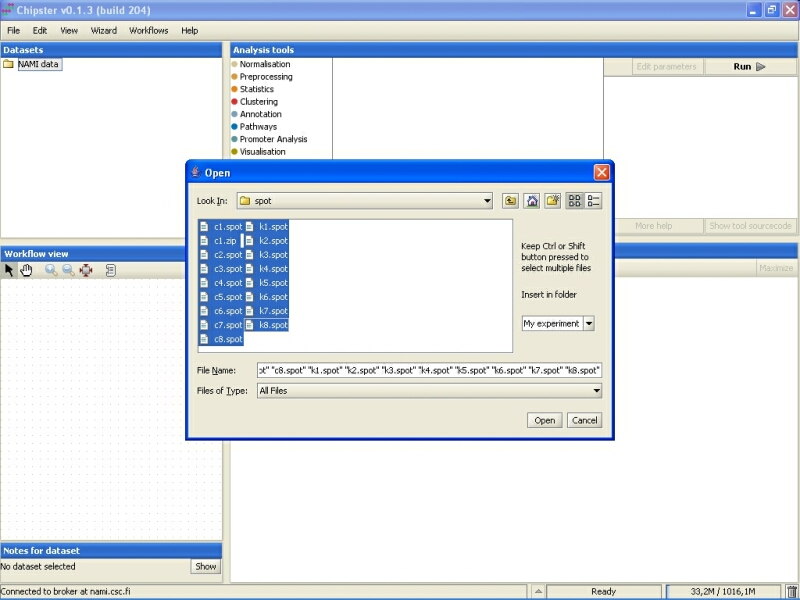 Chipster v0.1.3 (build 204)
File Edit View Wizard Workflows Help
Datasets
NAMI data
Analysis tools
Normalisation
Preprocessing
Statistics
Clustering
Annotation
Pathways
Promoter Analysis
Visualisation
Edit parameters
Run
More help
Show tool sourcecode
Maximize
Open
Look In:
spot
c1.spot k1.spot
c1.zip k2.spot
c2.spot k3.spot
c3.spot k4.spot
c4.spot k5.spot
c5.spot k6.spot
c6.spot k7.spot
c7.spot k8.spot
c8.spot
Keep Ctrl or Shift
button pressed to
select multiple files
Insert in folder
My experiment
File Name:
ot" "c8.spot" "k1.spot" "k2.spot" "k3.spot" "k4.spot" "k5.spot" "k6.spot" "k7.spot" "k8.spot"
Files of Type:
All Files
Open
Cancel
Workflow view
Notes for dataset
No dataset selected
Show
Connected to broker at nami.csc.fi
Ready
33,2M / 1016,1M